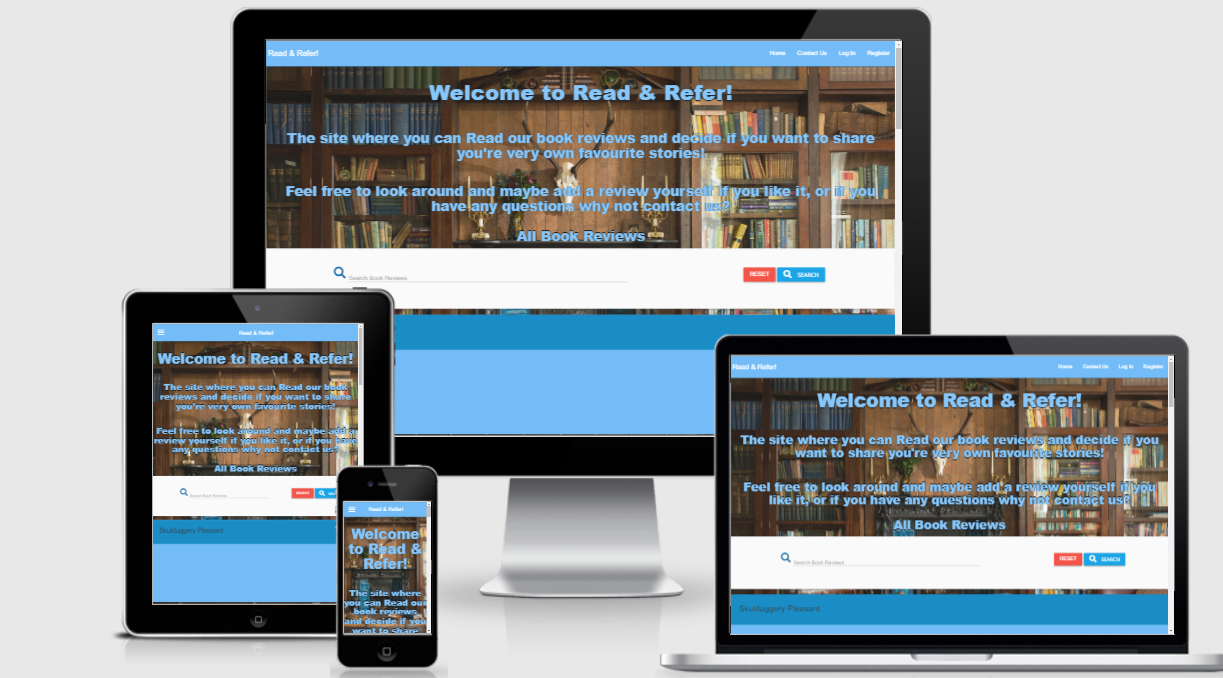 Read & Refer!
Home Contact Us Log In Register
Welcome to Read & Refer!
The site where you can Read our book reviews and decide if you want to share
you're very own favourite stories!
Feel free to look around and maybe add a review yourself if you like it, or if you
have any questions why not contact us?
All Book Reviews
Search Book Reviews
RESET SEARCH
Read & Refer!
Welcome to Read & Refer!
The site where you can Read our book
reviews and decide if you want to share
you're very own favourite stories!
Feel free to look around and maybe add a
review yourself if you like it, or if you have
any questions why not contact us?
All Book Reviews
Search Book Reviews
RESET
Skulduggery Pleasant
Read & Refer!
Welcome
to Read &
Refer!
The site where
you can Read our
book reviews
and decide if you
want to share
Read & Refer!
Home Contact Us Log In Register
Welcome to Read & Refer!
The site where you can Read our book reviews and decide if you
want to share you're very own favourite stories!
Feel free to look around and maybe add a review yourself if you
like it, or if you have any questions why not contact us?
All Book Reviews
Search Book Reviews
RESET SEARCH
Skulduggery Pleasant